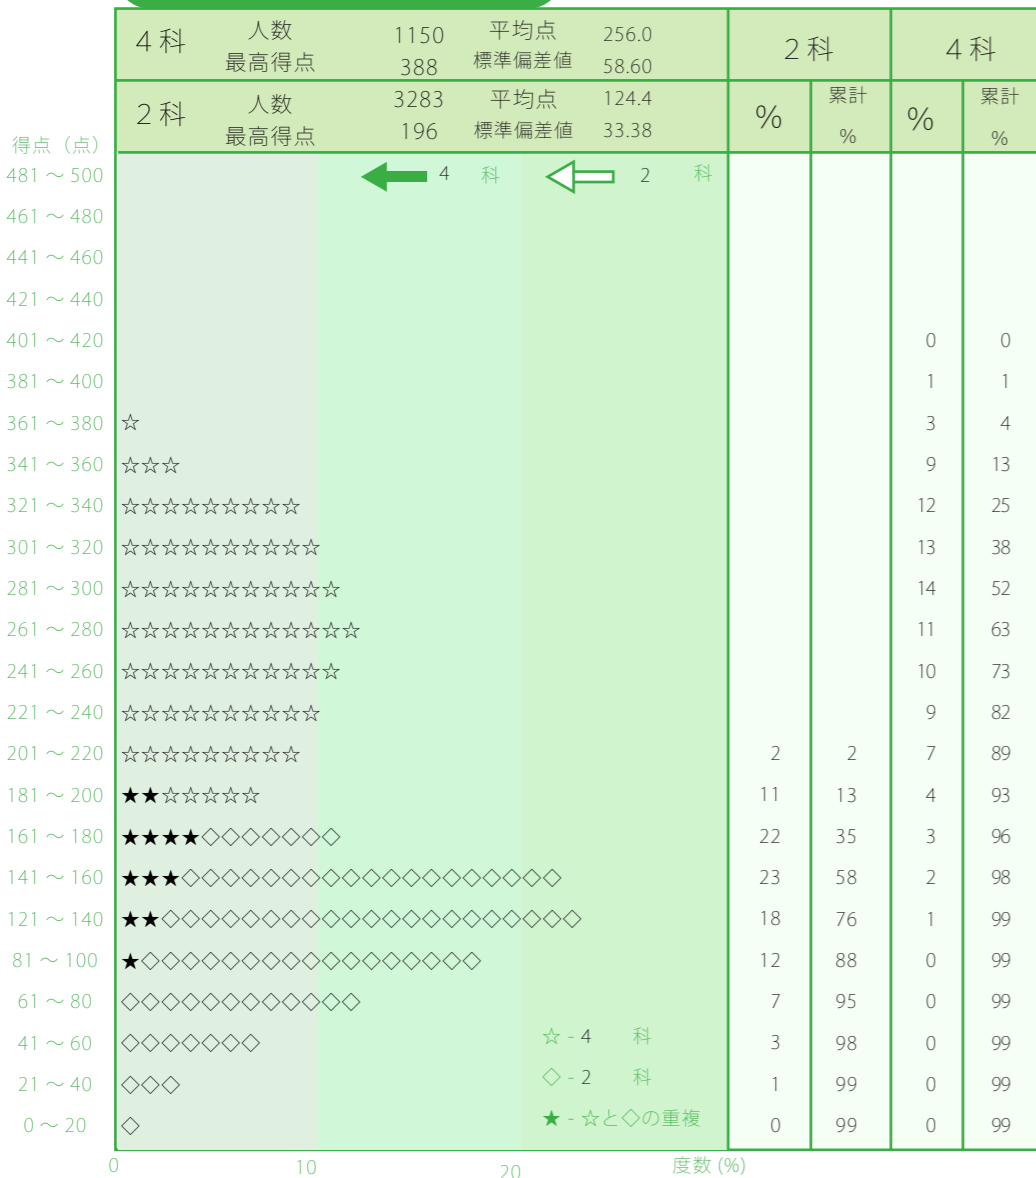 4科 人数 1150 平均点 256.0
最高得点 388 標準偏差値 58.60
2科 4科
2科 人数 3283 平均点 124.4
最高得点 196 標準偏差値 33.38
% 累計 % % 累計 %
得点（点）
481 ～ 500 4 科 2 科
461 ～ 480
441 ～ 460
421 ～ 440
401 ～ 420 0 0
381 ～ 400 1 1
361 ～ 380 ☆ 3 4
341 ～ 360 ☆☆☆ 9 13
321 ～ 340 ☆☆☆☆☆☆☆☆☆ 12 25
301 ～ 320 ☆☆☆☆☆☆☆☆☆☆ 13 38
281 ～ 300 ☆☆☆☆☆☆☆☆☆☆☆ 14 52
261 ～ 280 ☆☆☆☆☆☆☆☆☆☆☆☆ 11 63
241 ～ 260 ☆☆☆☆☆☆☆☆☆☆☆ 10 73
221 ～ 240 ☆☆☆☆☆☆☆☆☆☆ 9 82
201 ～ 220 ☆☆☆☆☆☆☆☆☆ 2 2 7 89
181 ～ 200 ★★☆☆☆☆☆ 11 13 4 93
161 ～ 180 ★★★★◇◇◇◇◇◇◇ 22 35 3 96
141 ～ 160 ★★★◇◇◇◇◇◇◇◇◇◇◇◇◇◇◇◇◇◇◇ 23 58 2 98
121 ～ 140 ★★◇◇◇◇◇◇◇◇◇◇◇◇◇◇◇◇◇◇◇◇◇ 18 76 1 99
81 ～ 100 ★◇◇◇◇◇◇◇◇◇◇◇◇◇◇◇◇◇ 12 88 0 99
61 ～ 80 ◇◇◇◇◇◇◇◇◇◇◇◇ 7 95 0 99
41 ～ 60 ◇◇◇◇◇◇◇ ☆ - 4 科 3 98 0 99
21 ～ 40 ◇◇◇ ◇ - 2 科 1 99 0 99
0 ～ 20 ◇ ★ - ☆と◇の重複 0 99 0 99
0 10 20 度数 (%)